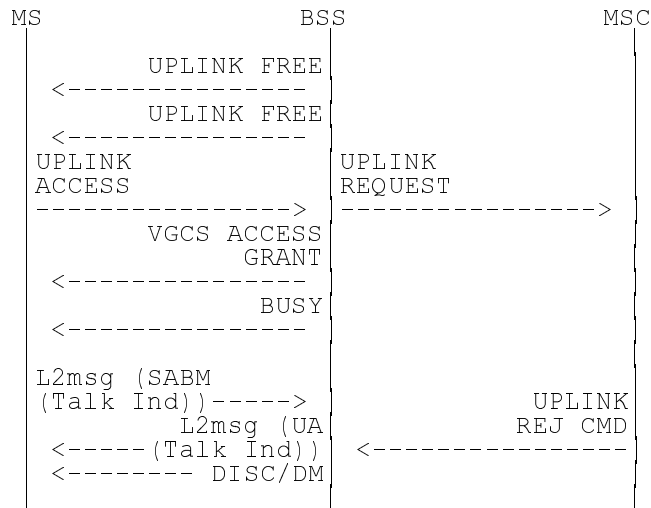 MS BSS MSC
UPLINK FREE
<---------------
UPLINK FREE
<---------------
UPLINK UPLINK
ACCESS REQUEST
----------------> ---------------->
VGCS ACCESS
GRANT
<---------------
BUSY
<---------------
L2msg (SABM
(Talk Ind))-----> UPLINK
L2msg (UA REJ CMD
<-----(Talk Ind)) <----------------
<-------- DISC/DM